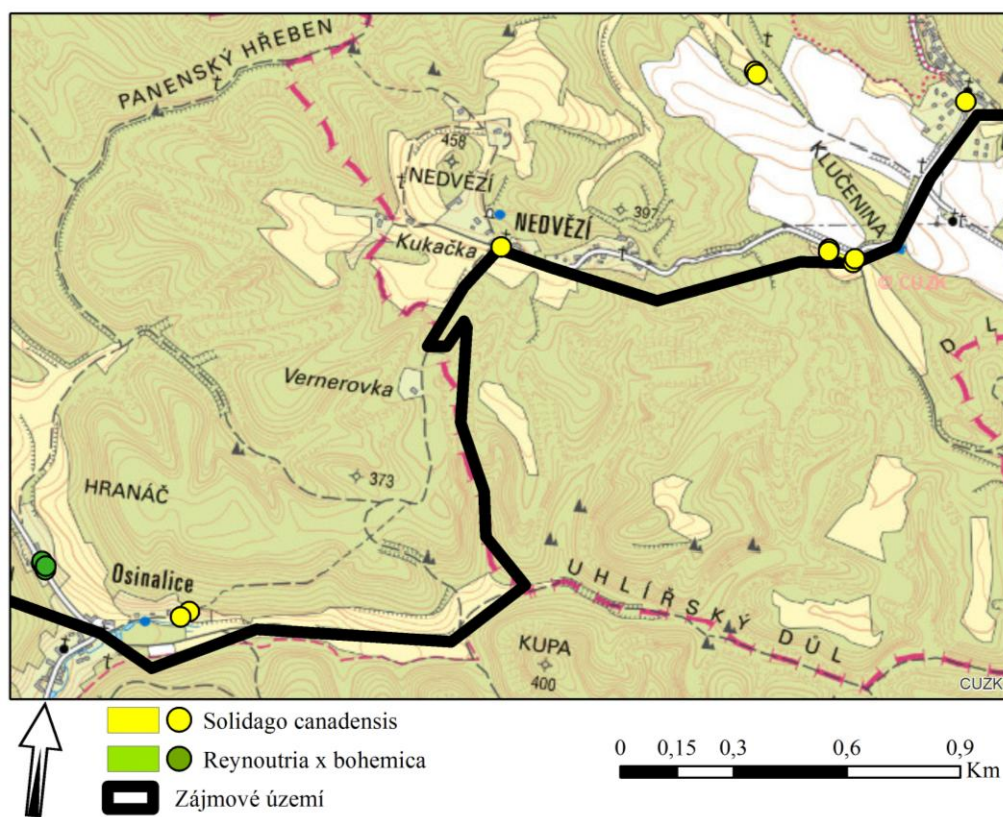 PANENSKÝ HŘEBEN
458
NEDVĚZÍ
397
KLUČENINA
NEDVĚZÍ
Kukačka
© ČÚZK
D L
Vernerovka
373
HRANÁČ
Osinalice
UHLÍŘSKÝ DŮL
KUPA
400
CUZK
Solidago canadensis
Reynoutria x bohemica
Zájmové území
0 0,15 0,3 0,6 0,9
Km